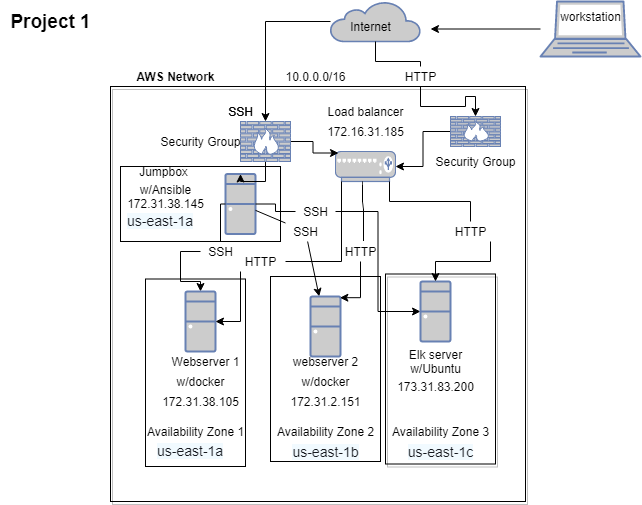 Project 1
Internet
workstation
AWS Network
10.0.0.0/16
HTTP
SSH
Security Group
Load balancer
172.16.31.185
Security Group
Jumpbox
w/Ansible
172.31.38.145
us-east-1a
SSH
SSH
SSH
HTTP
HTTP
HTTP
Webserver 1
w/docker
172.31.38.105
Availability Zone 1
us-east-1a
webserver 2
w/docker
172.31.2.151
Availability Zone 2
us-east-1b
Elk server
w/Ubuntu
173.31.83.200
Availability Zone 3
us-east-1c